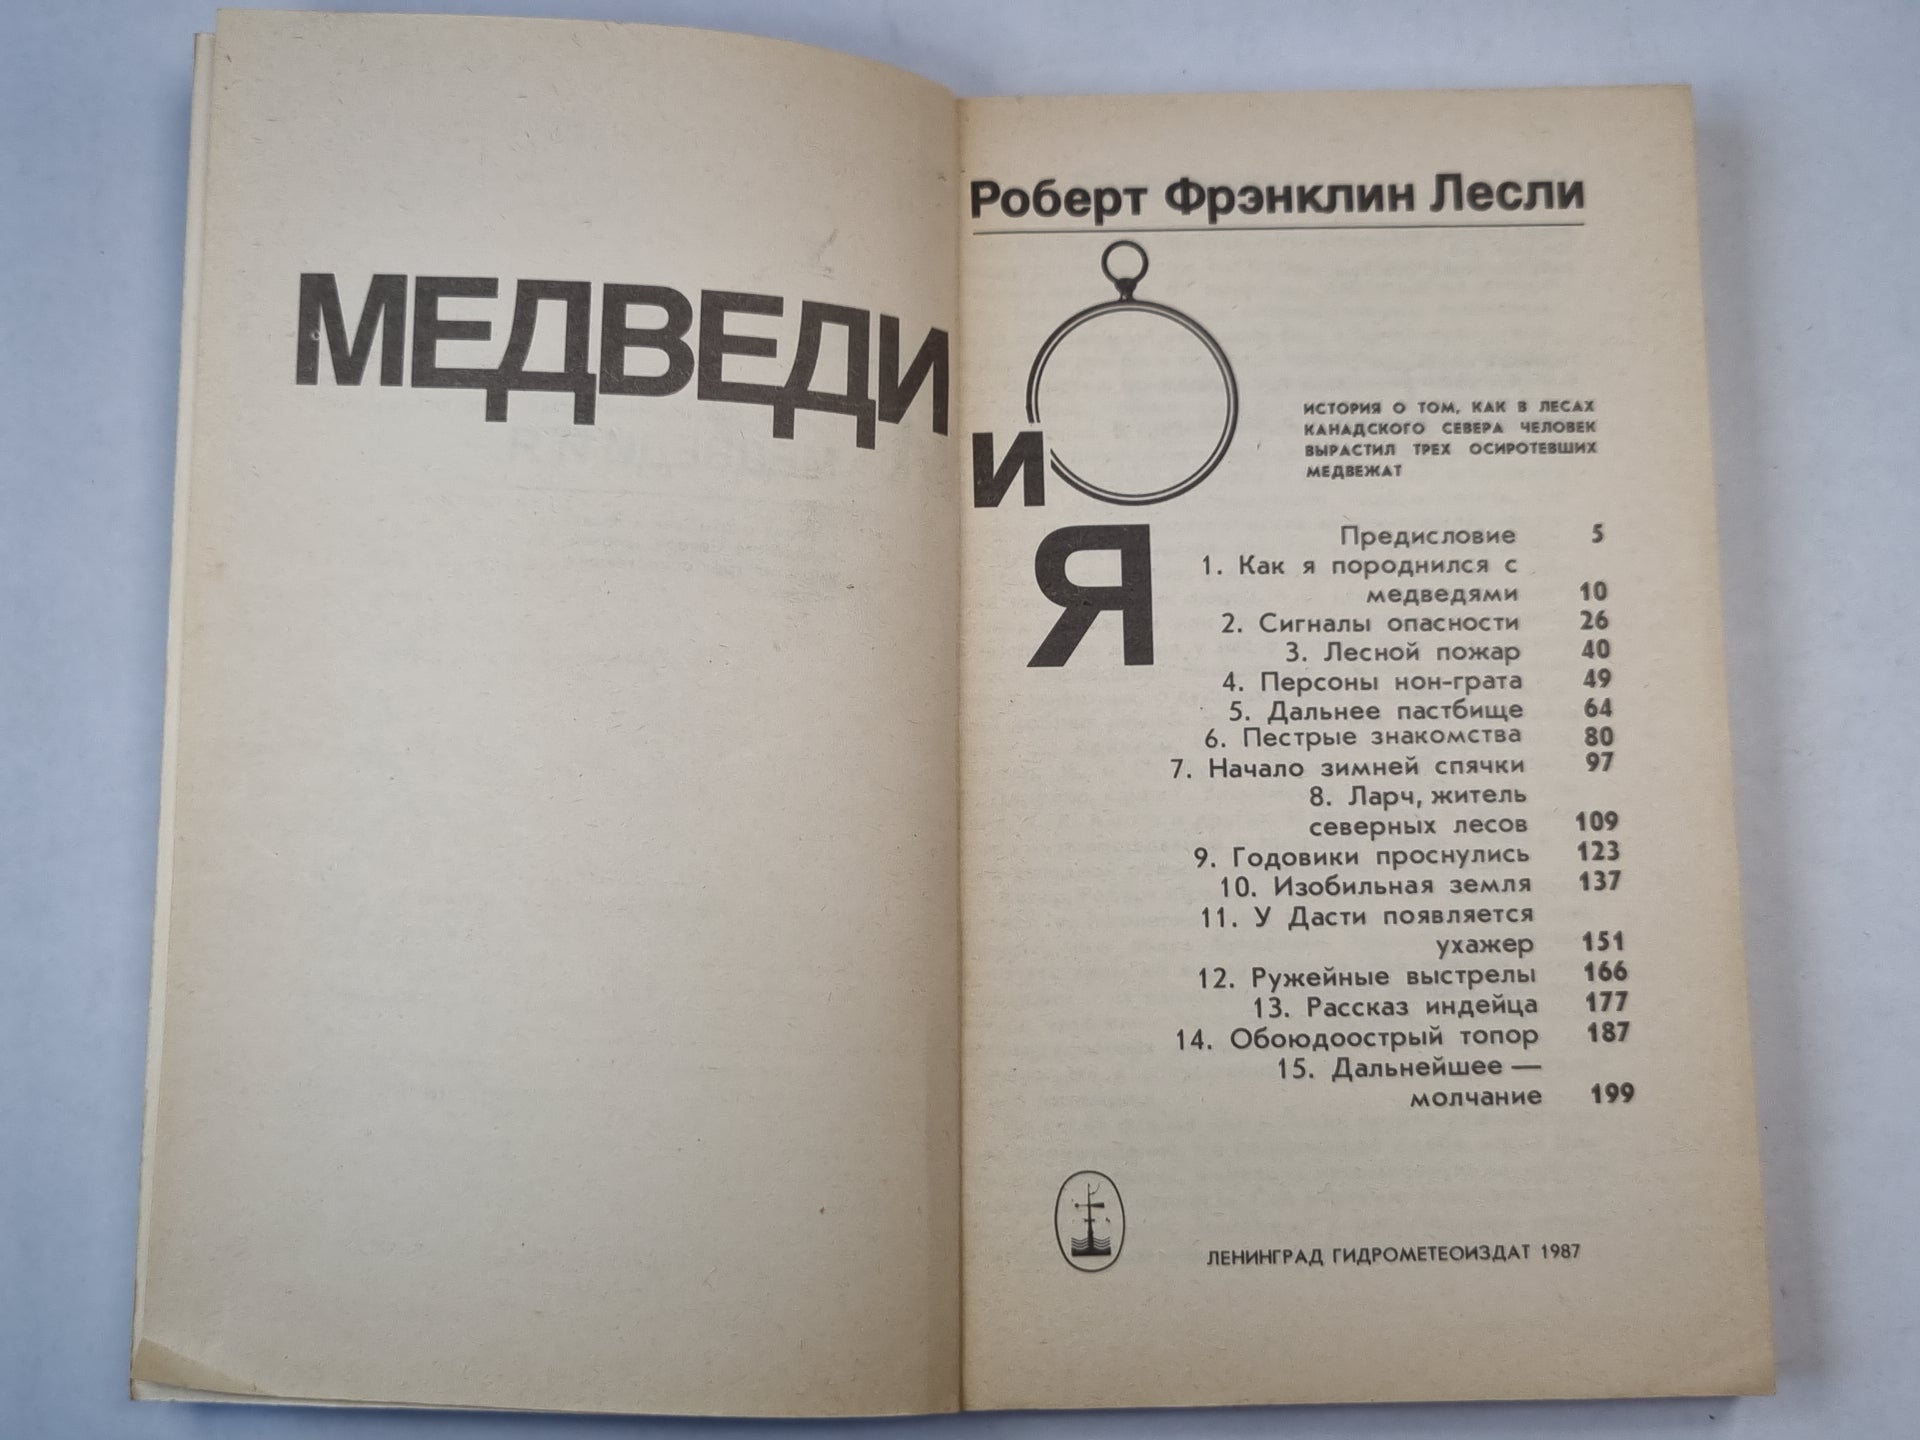 МЕДВЕДИ
Роберт Фрэнклин Лесли
и
Я
ИСТОРИЯ О ТОМ, КАК В ЛЕСАХ
КАНАДСКОГО СЕВЕРА ЧЕЛОВЕК
ВЫРАСТИЛ ТРЕХ ОСИРОТЕВШИХ
МЕДВЕЖАТ
Предисловие 5
1. Как я породнился с
медведями 10
2. Сигналы опасности 26
3. Лесной пожар 40
4. Персоны нон-грата 49
5. Дальнее пастбище 64
6. Пестрые знакомства 80
7. Начало зимней спячки 97
8. Ларч, житель
северных лесов 109
9. Годовики проснулись 123
10. Изобильная земля 137
11. У Дасти появляется
ухажер 151
12. Ружейные выстрелы 166
13. Рассказ индейца 177
14. Обоюдоострый топор 187
15. Дальнейшее —
молчание 199
ЛЕНИНГРАД ГИДРОМЕТЕОИЗДАТ 1987